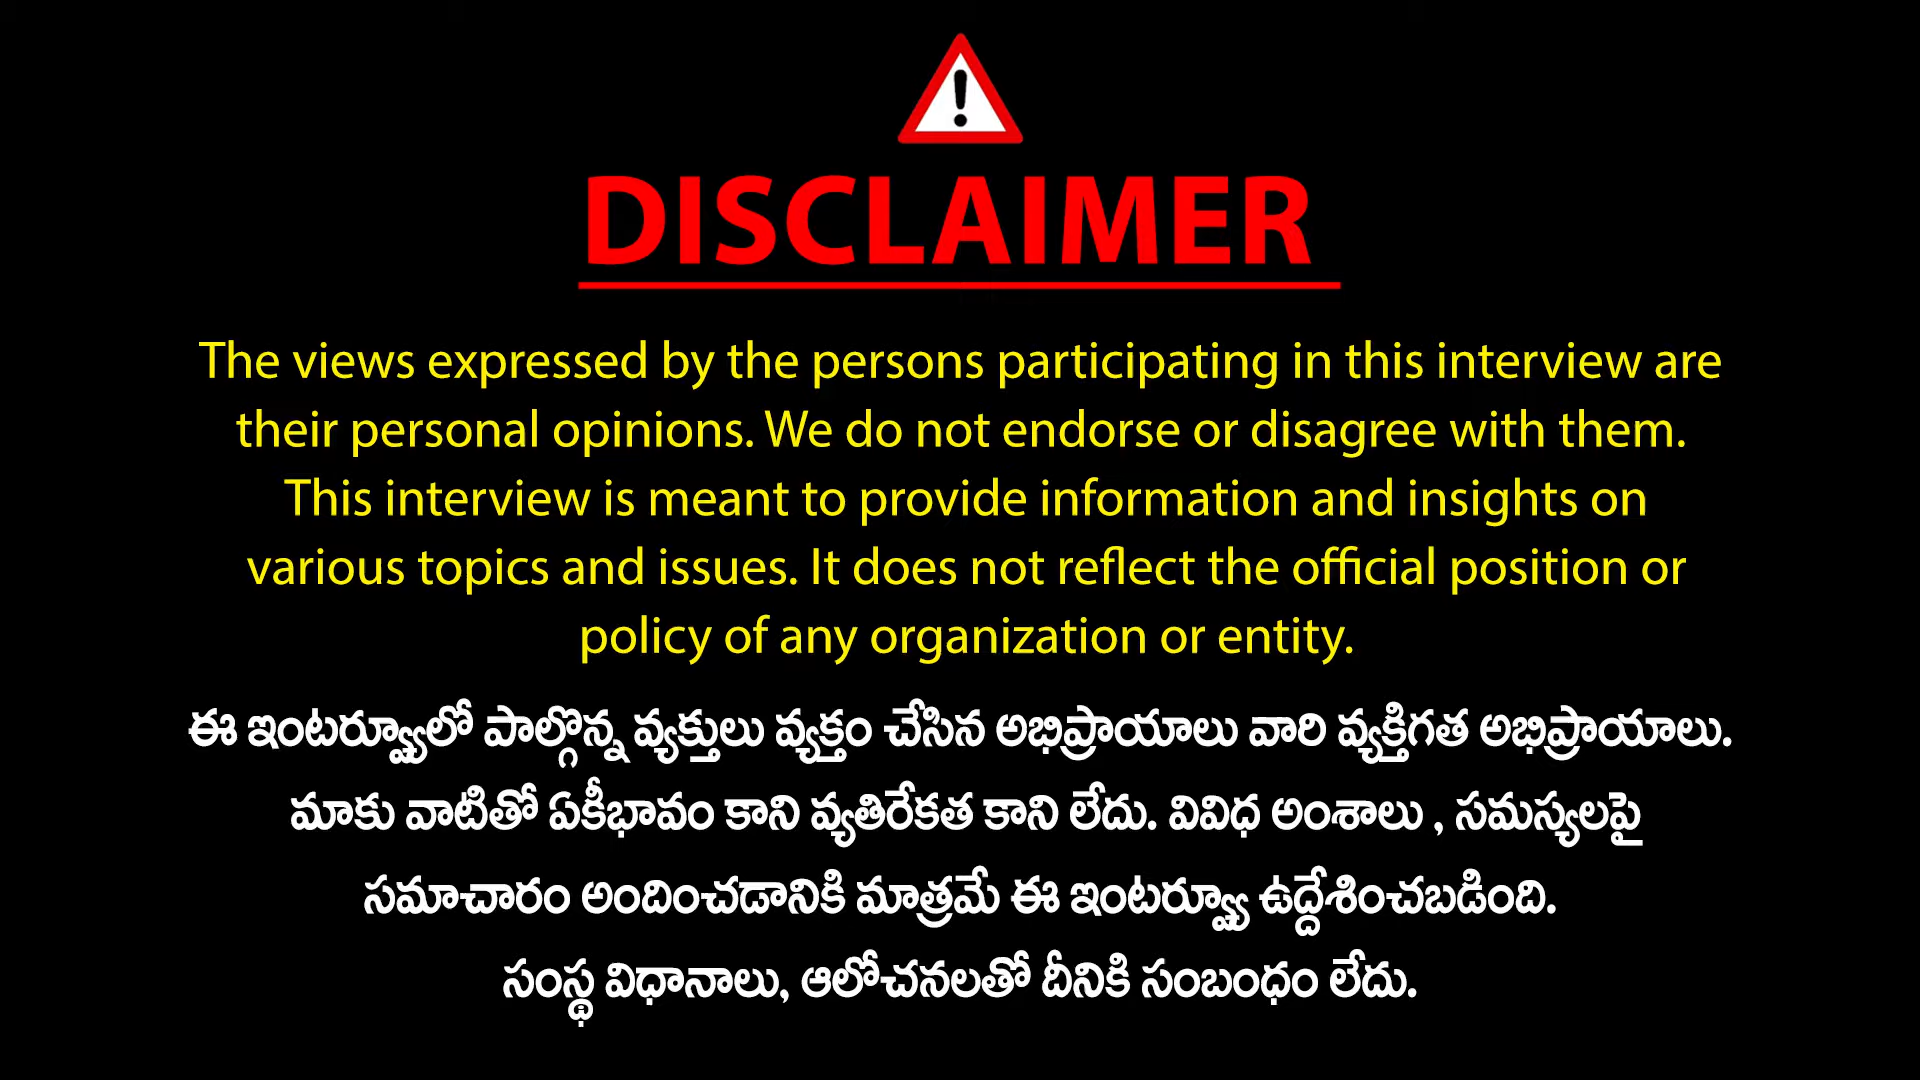 DISCLAIMER
The views expressed by the persons participating in this interview are
their personal opinions. We do not endorse or disagree with them.
This interview is meant to provide information and insights on
various topics and issues. It does not reflect the official position or
policy of any organization or entity.
ఈ ఇంటర్వ్యూలో పాల్గొన్న వ్యక్తులు వ్యక్తం చేసిన అభిప్రాయాలు వారి వ్యక్తిగత అభిప్రాయాలు.
మాకు వాటితో ఏకీభావం కాని వ్యతిరేకత కాని లేదు. వివిధ అంశాలు , సమస్యలపై
సమాచారం అందించడానికి మాత్రమే ఈ ఇంటర్వ్యూ ఉద్దేశించబడింది.
సంస్థ విధానాలు, ఆలోచనలతో దీనికి సంబంధం లేదు.